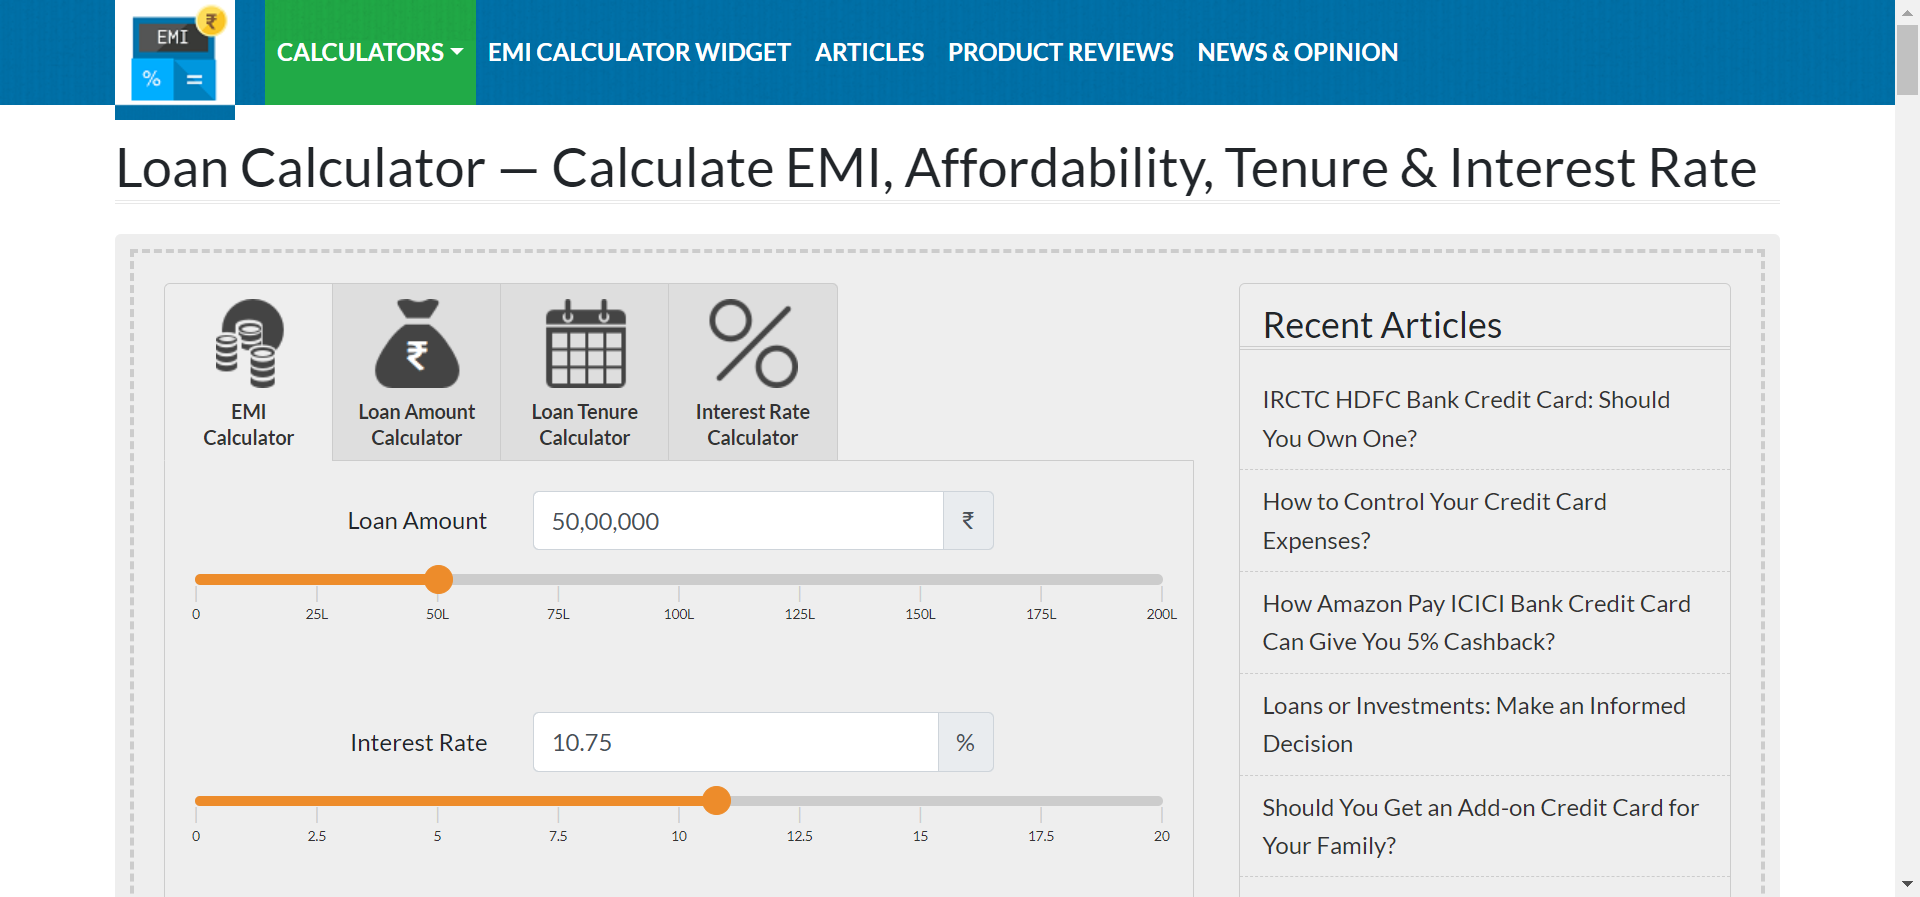 EMI
₹
% =
CALCULATORS EMI CALCULATOR WIDGET ARTICLES PRODUCT REVIEWS NEWS & OPINION
Loan Calculator — Calculate EMI, Affordability, Tenure & Interest Rate
EMI
Calculator
₹
Loan Amount
Calculator
Loan Tenure
Calculator
Interest Rate
Calculator
Loan Amount 50,00,000 ₹
0 25L 50L 75L 100L 125L 150L 175L 200L
Interest Rate 10.75 %
0 2.5 5 7.5 10 12.5 15 17.5 20
Recent Articles
IRCTC HDFC Bank Credit Card: Should
You Own One?
How to Control Your Credit Card
Expenses?
How Amazon Pay ICICI Bank Credit Card
Can Give You 5% Cashback?
Loans or Investments: Make an Informed
Decision
Should You Get an Add-on Credit Card for
Your Family?